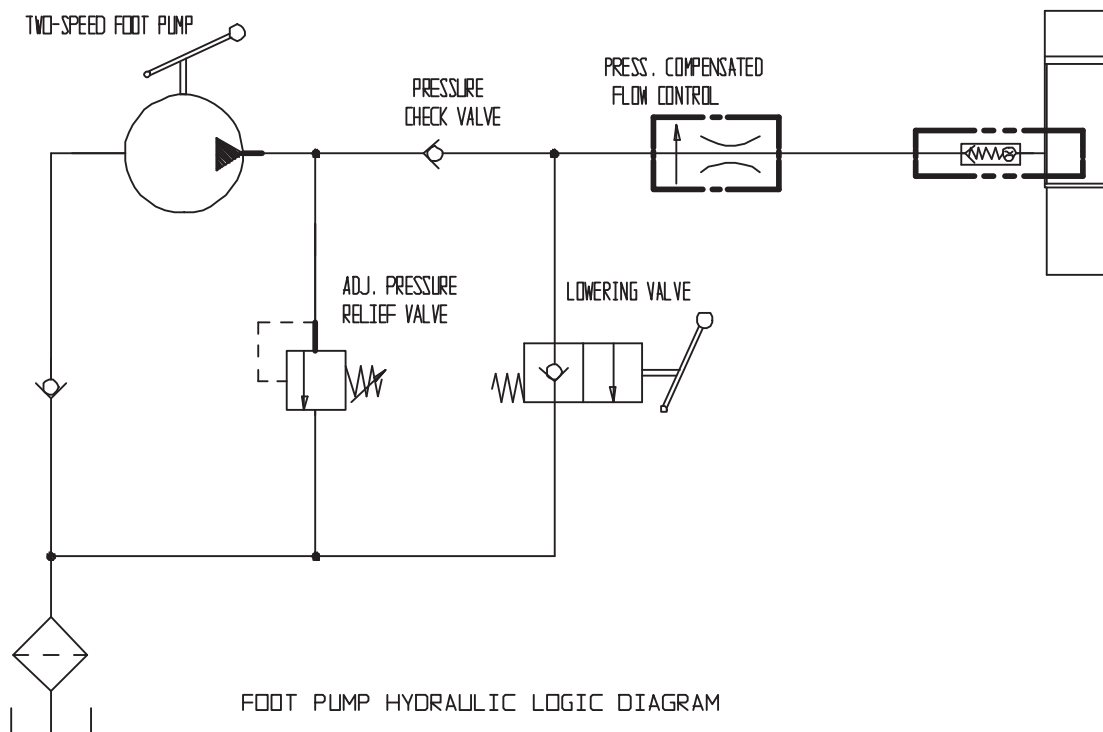 TWO-SPEED FOOT PUMP
PRESSURE
CHECK VALVE
PRESS. COMPENSATED
FLOW CONTROL
ADJ. PRESSURE
RELIEF VALVE
LOWERING VALVE
FOOT PUMP HYDRAULIC LOGIC DIAGRAM